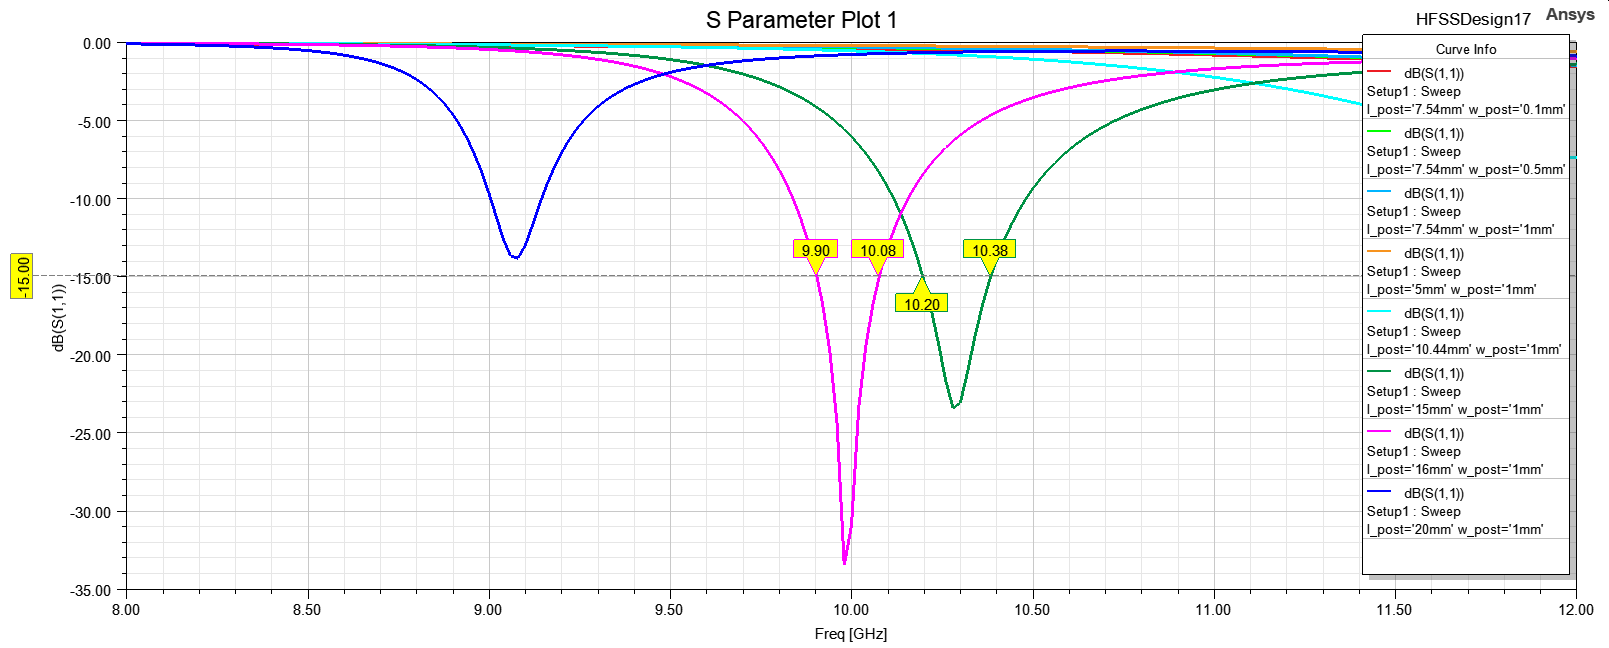 S Parameter Plot 1
HFSSDesign17
Ansys
Curve Info
dB(S(1,1))
Setup1 : Sweep
l_post='7.54mm' w_post='0.1mm'
dB(S(1,1))
Setup1 : Sweep
l_post='7.54mm' w_post='0.5mm'
dB(S(1,1))
Setup1 : Sweep
l_post='7.54mm' w_post='1mm'
dB(S(1,1))
Setup1 : Sweep
l_post='5mm' w_post='1mm'
dB(S(1,1))
Setup1 : Sweep
l_post='10.44mm' w_post='1mm'
dB(S(1,1))
Setup1 : Sweep
l_post='15mm' w_post='1mm'
dB(S(1,1))
Setup1 : Sweep
l_post='16mm' w_post='1mm'
dB(S(1,1))
Setup1 : Sweep
l_post='20mm' w_post='1mm'
0.00
-5.00
-10.00
-15.00
-20.00
-25.00
-30.00
-35.00
-15.00
dB(S(1,1))
9.90
10.08
10.38
10.20
8.00
8.50
9.00
9.50
10.00
10.50
11.00
11.50
12.00
Freq [GHz]